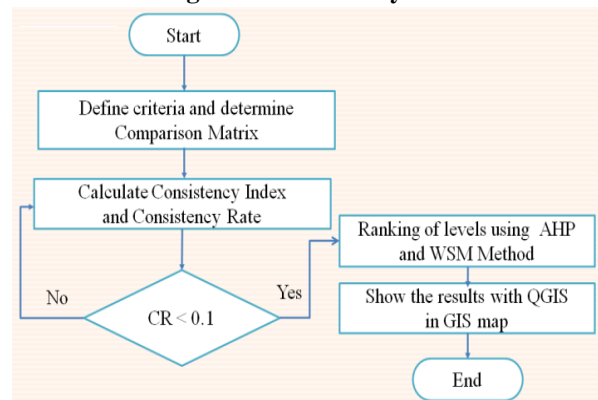 Start
Define criteria and determine
Comparison Matrix
Calculate Consistency Index
and Consistency Rate
CR < 0.1
No
Yes
Ranking of levels using AHP
and WSM Method
Show the results with QGIS
in GIS map
End